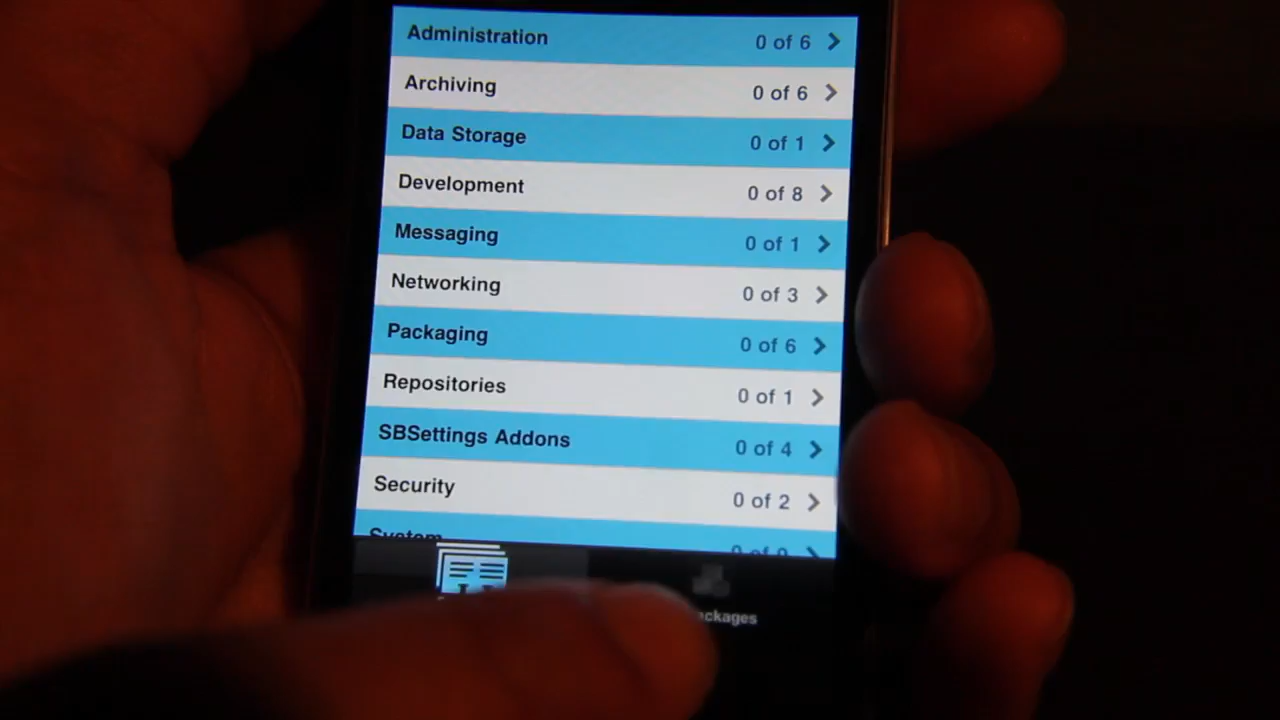 Administration 0 of 6
Archiving 0 of 6
Data Storage 0 of 1
Development 0 of 8
Messaging 0 of 1
Networking 0 of 3
Packaging 0 of 6
Repositories 0 of 1
SBSettings Addons 0 of 4
Security 0 of 2
System
ckages